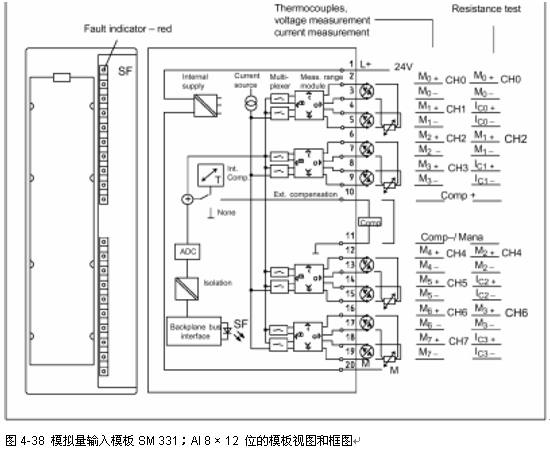 Thermocouples,
voltage measurement
current measurement
Resistance test
Fault indicator – red
SF
Internal
supply
Current
source
Multi-
plexer
Meas. range
module
1 L+ 24V
2
3
4
5
6
7
8
9
10
Int.
Comp.
Ext. compensation
None
Comp
ADC
Isolation
Backplane bus
interface
SF
11
12
13
14
15
16
17
18
19 M
20 M
M0 + CH0 M0 + CH0
M0 – M0 –
M1 + CH1 IC0 +
M1 – IC0 –
M2 + CH2 M1 + CH2
M2 – M1 –
M3 + CH3 IC1 +
M3 – IC1 –
Comp +
Comp–/ Mana
M4 + CH4 M2 + CH4
M4 – M2 –
M5 + CH5 IC2 +
M5 – IC2 –
M6 + CH6 M3 + CH6
M6 – M3 –
M7 + CH7 IC3 +
M7 – IC3 –
图 4-38 模拟量输入模板 SM 331；AI 8 × 12 位的模板视图和框图